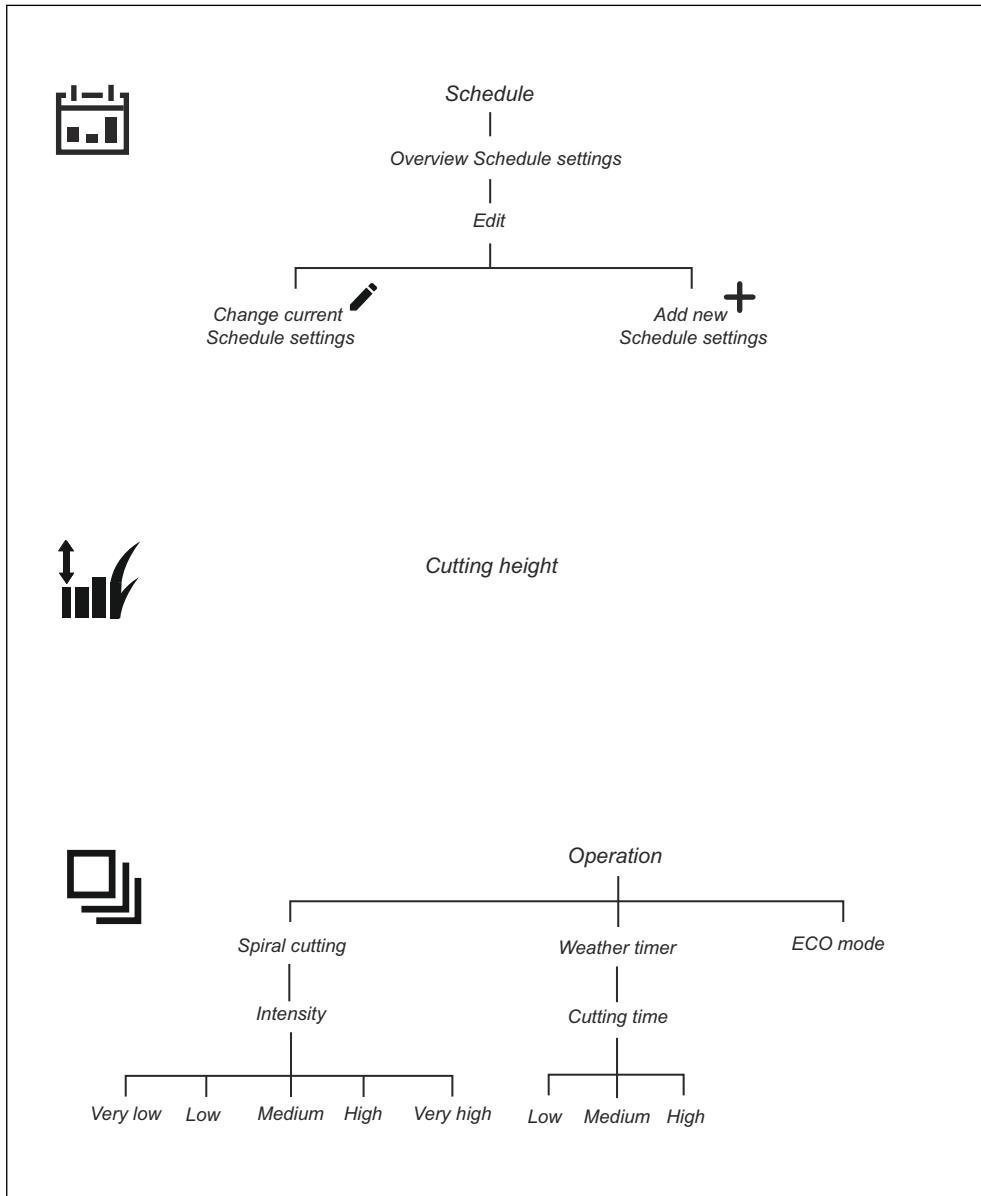 Schedule
Overview Schedule settings
Edit
Change current
Schedule settings
Add new
Schedule settings
Cutting height
Operation
Spiral cutting
Weather timer
ECO mode
Intensity
Cutting time
Very low
Low
Medium
High
Very high
Low
Medium
High